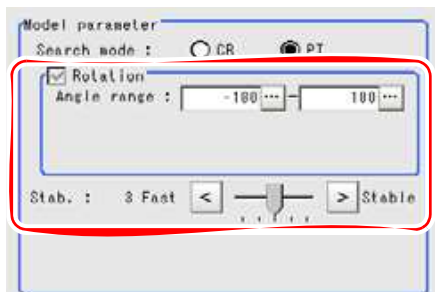 Model parameter
Search mode : CR PT
Rotation
Angle range : -180 ... - 180 ...
Stab. : 3 Fast < > Stable